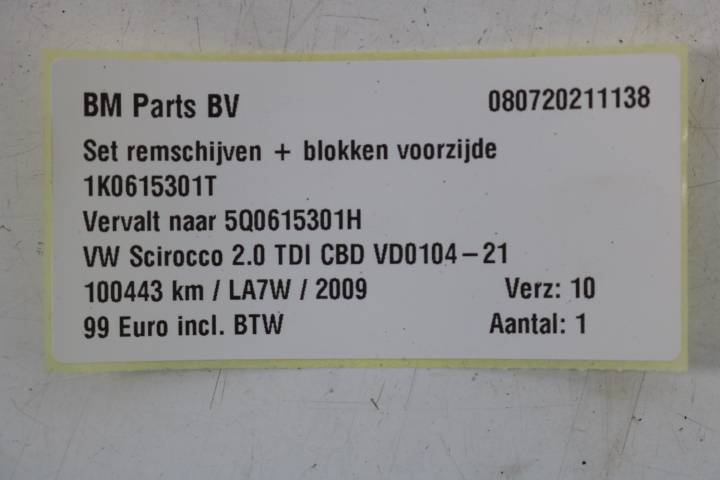 BM Parts BV 080720211138
Set remschijven + blokken voorzijde
1K0615301T
Vervalt naar 5Q0615301H
VW Scirocco 2.0 TDI CBD VD0104-21
100443 km / LA7W / 2009 Verz: 10
99 Euro incl. BTW Aantal: 1